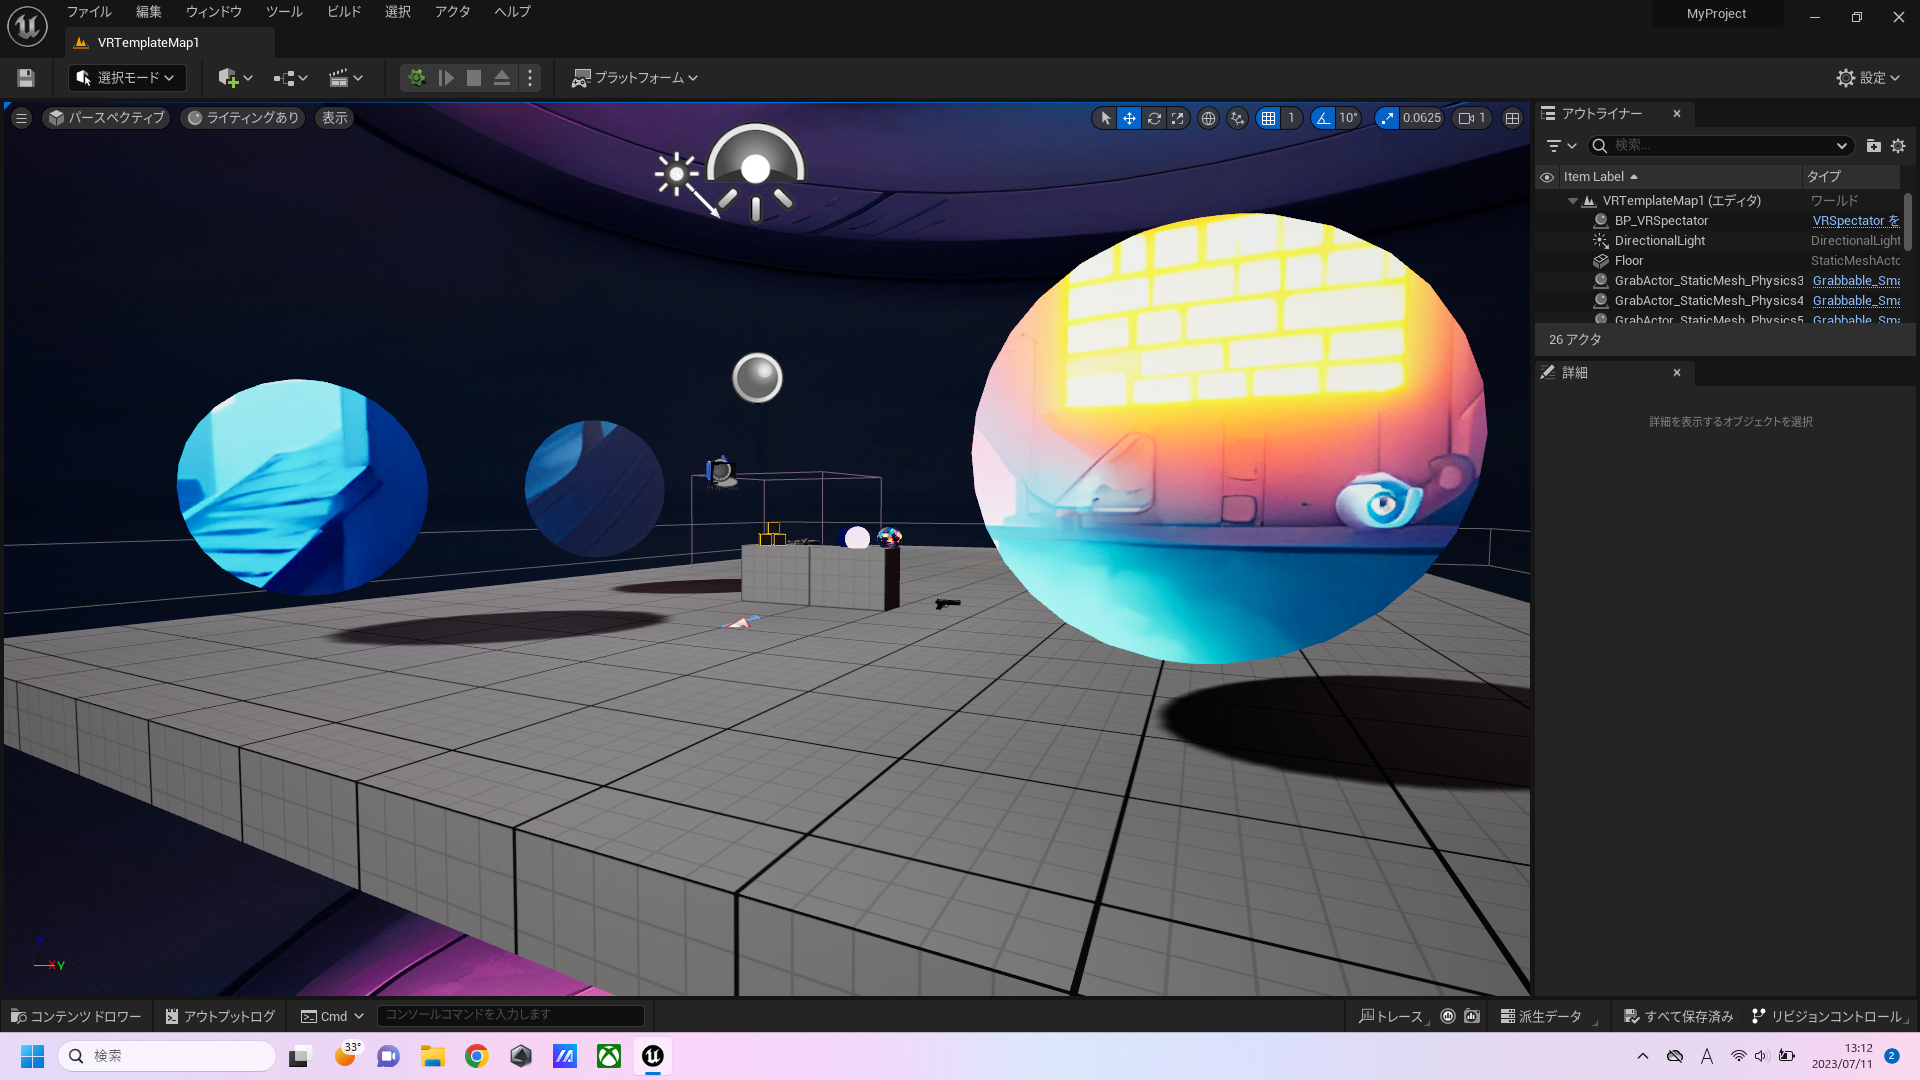 ファイル 編集 ウィンドウ ツール ビルド 選択 アクタ ヘルプ
MyProject
VRTemplateMap1
選択モード
プラットフォーム
設定
パースペクティブ ライティングあり 表示
1 10° 0.0625 1
アウトライナー
検索...
Item Label タイプ
VRTemplateMap1 (エディタ) ワールド
BP_VRSpectator VRSpectator を
DirectionalLight DirectionalLight
Floor StaticMeshActo
GrabActor_StaticMesh_Physics3 Grabbable_Sma
GrabActor_StaticMesh_Physics4 Grabbable_Sma
GrabActor_StaticMesh_Physics5 Grabbable_Sma
26 アクタ
詳細
詳細を表示するオブジェクトを選択
Z
X Y
コンテンツ ドロワー アウトプットログ Cmd コンソールコマンドを入力します
トレース 派生データ すべて保存済み リビジョンコントロール
検索
33°
A
13:12
2023/07/11
2